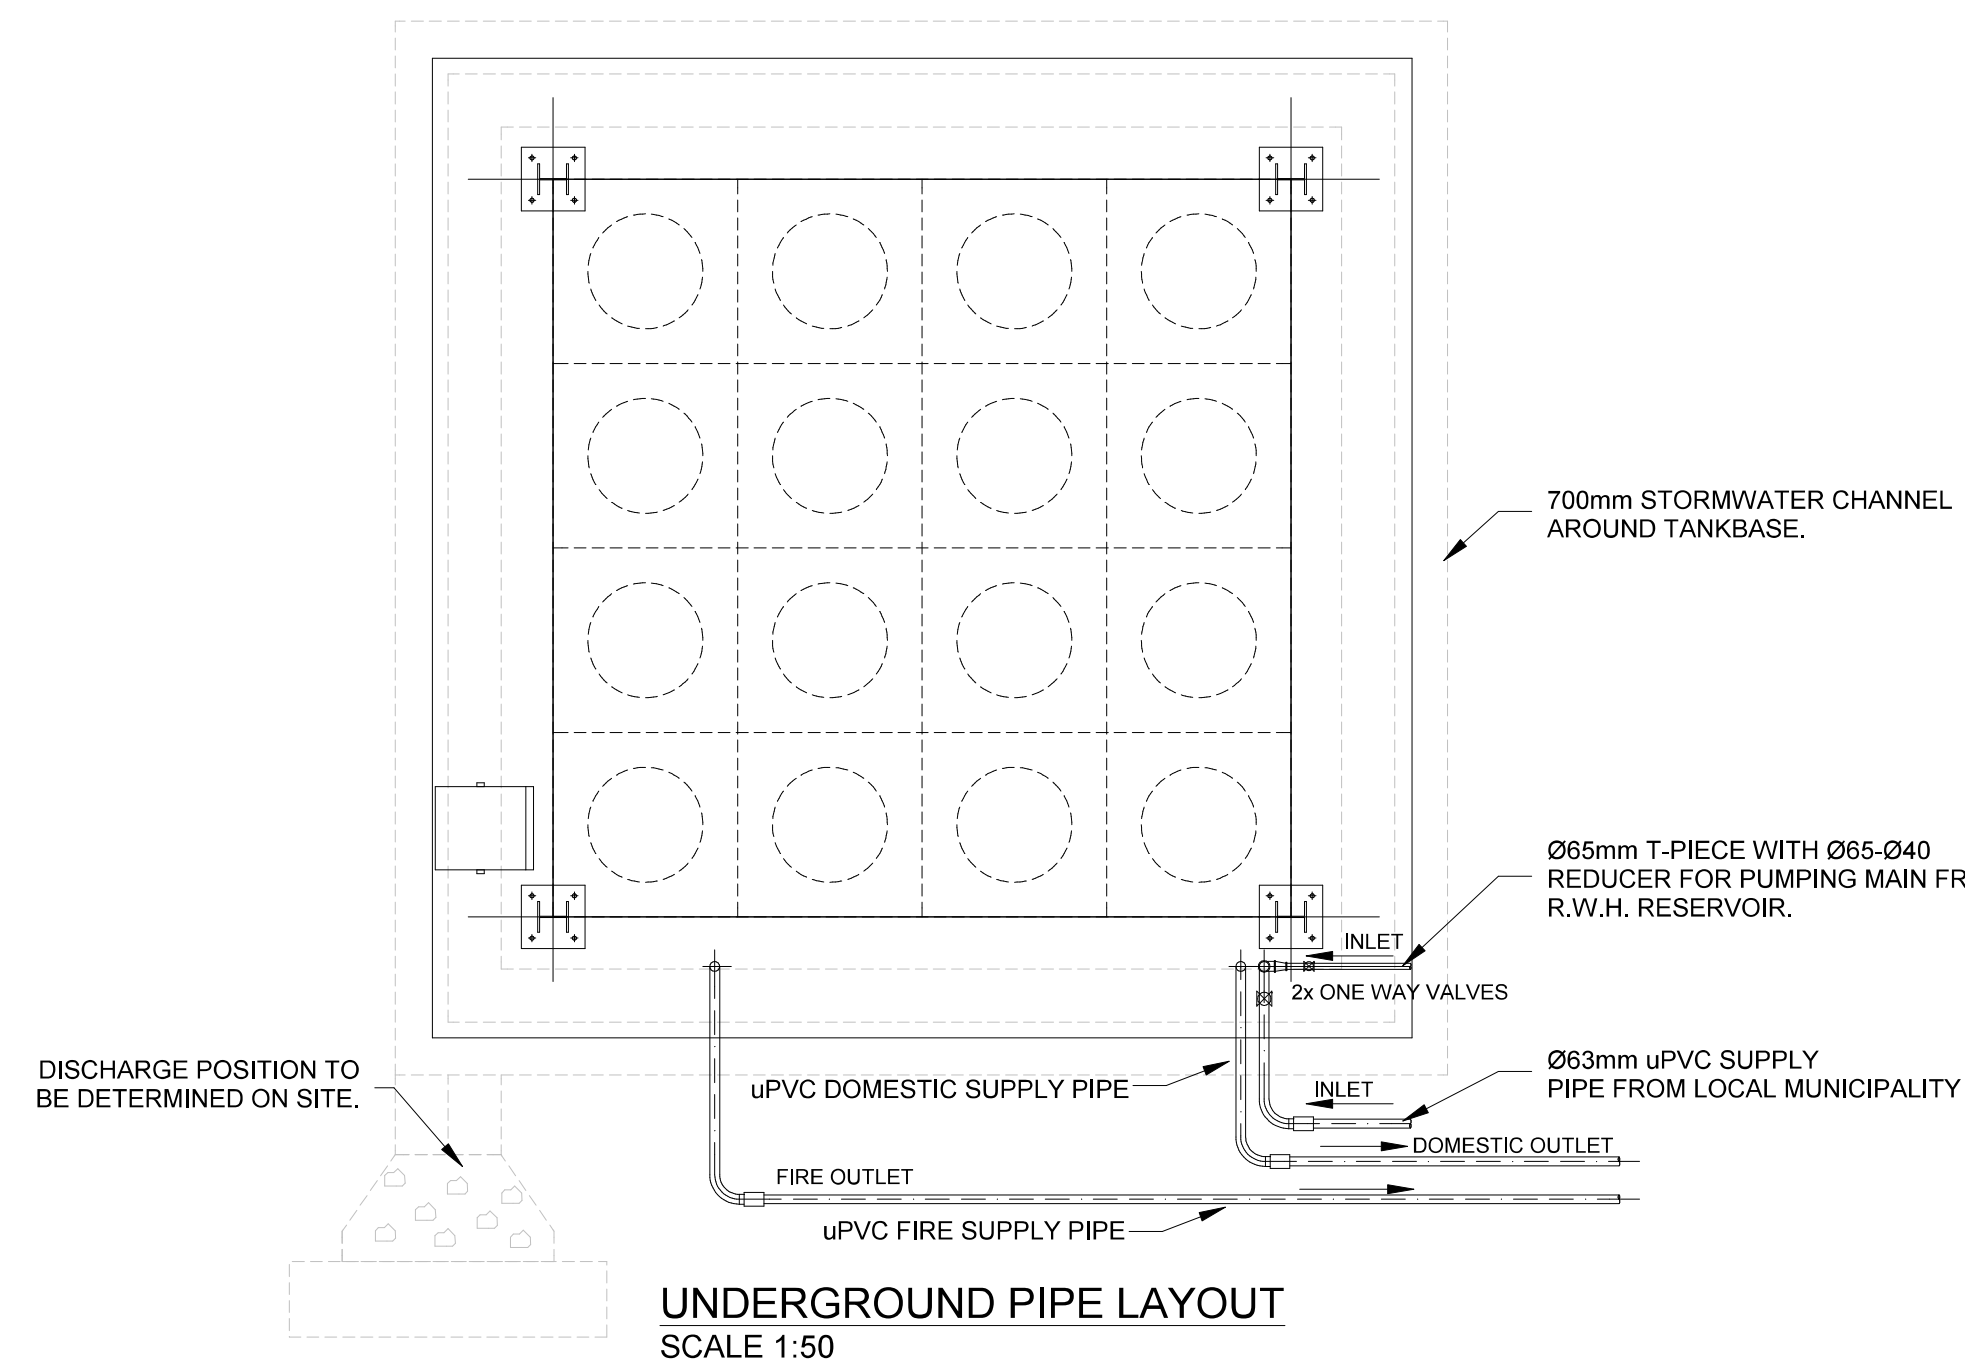 700mm STORMWATER CHANNEL
AROUND TANKBASE.
Ø65mm T-PIECE WITH Ø65-Ø40
REDUCER FOR PUMPING MAIN FR
R.W.H. RESERVOIR.
INLET
2x ONE WAY VALVES
DISCHARGE POSITION TO
BE DETERMINED ON SITE.
uPVC DOMESTIC SUPPLY PIPE
INLET
Ø63mm uPVC SUPPLY
PIPE FROM LOCAL MUNICIPALITY
DOMESTIC OUTLET
FIRE OUTLET
uPVC FIRE SUPPLY PIPE
UNDERGROUND PIPE LAYOUT
SCALE 1:50